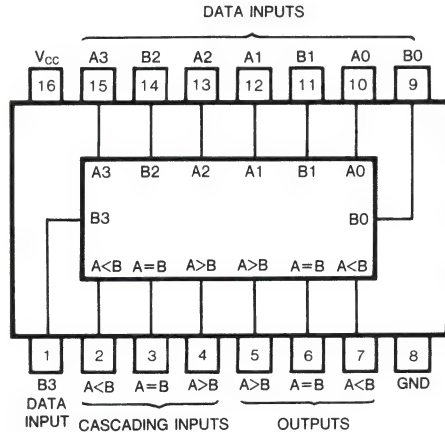 DATA INPUTS
VCC A3 B2 A2 A1 B1 A0 B0
16 15 14 13 12 11 10 9
A3 B2 A2 A1 B1 A0
B3 B0
A<B A=B A>B A>B A=B A<B
1 2 3 4 5 6 7 8
B3 A<B A=B A>B A>B A=B A<B GND
DATA
INPUT CASCADING INPUTS OUTPUTS